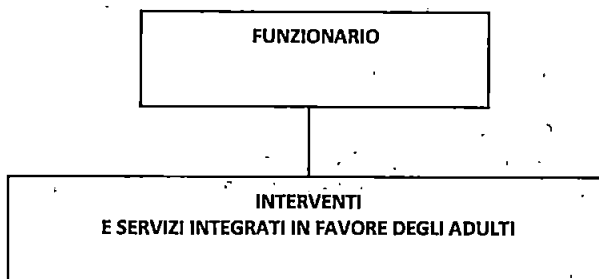 FUNZIONARIO
INTERVENTI
E SERVIZI INTEGRATI IN FAVORE DEGLI ADULTI